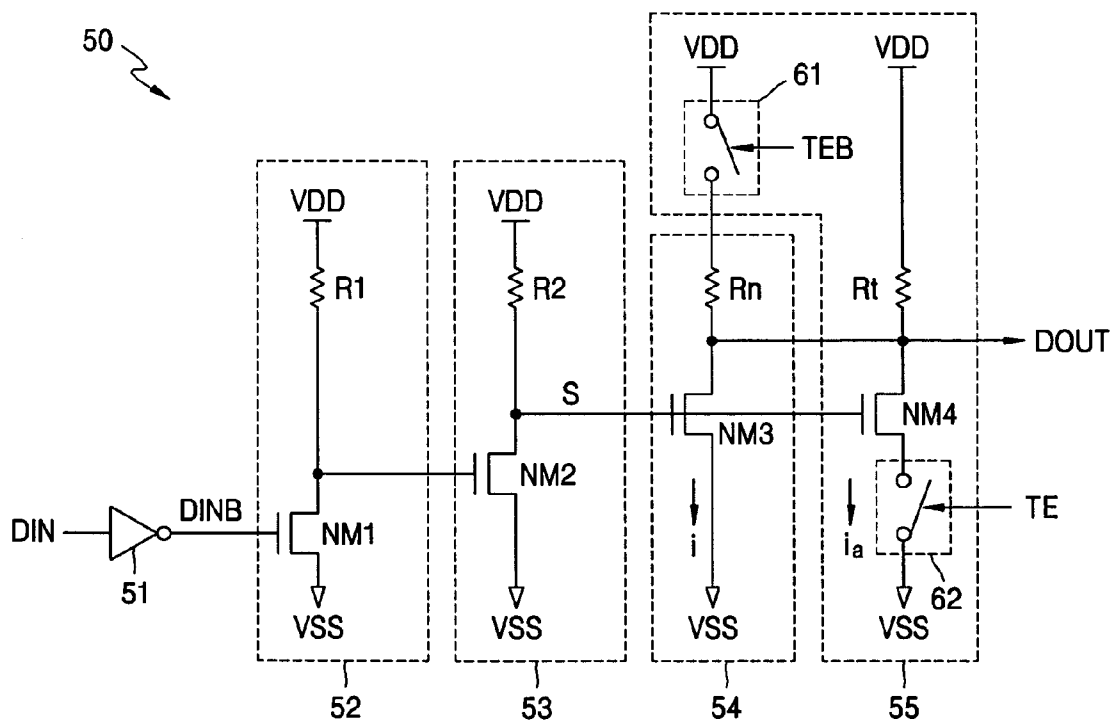 50
VDD
VDD
61
TEB
VDD
VDD
R1
R2
Rn
Rt
DOUT
S
NM3
NM4
NM2
DIN
DINB
NM1
i
ia
TE
51
62
VSS
VSS
VSS
VSS
52
53
54
55